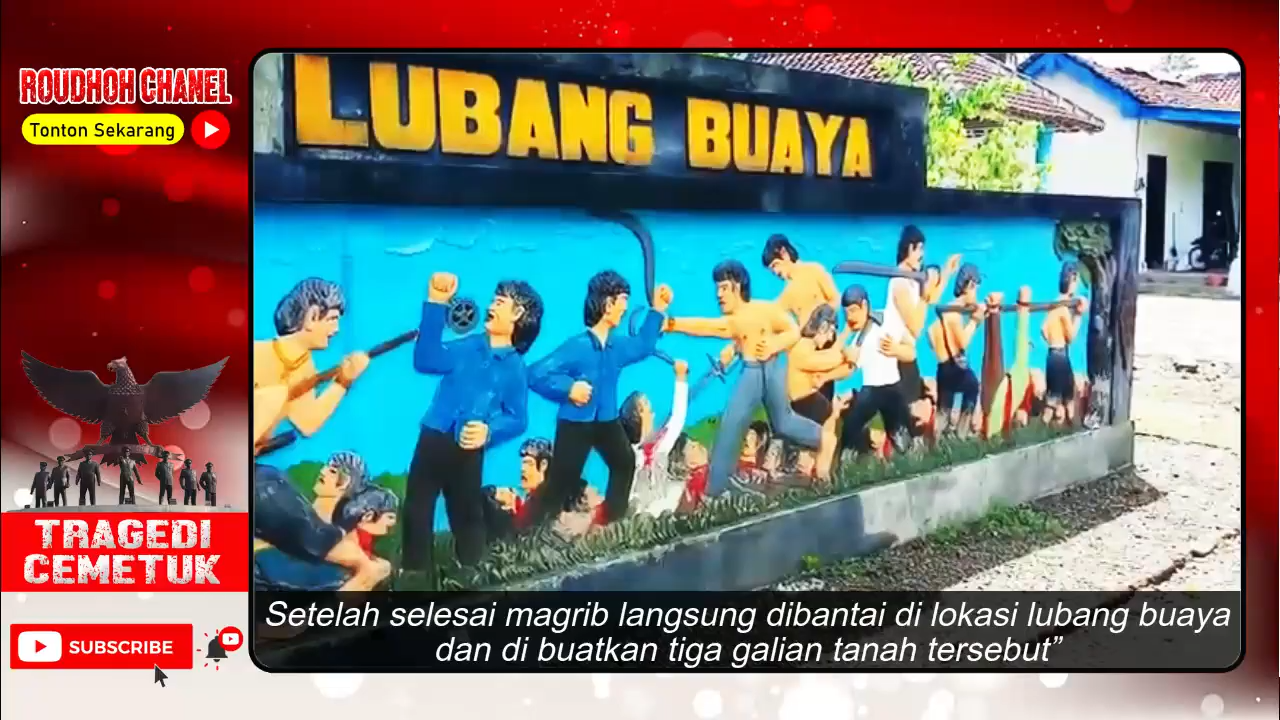 ROUDHOH CHANEL
Tonton Sekarang
LUBANG BUAYA
TRAGEDI
CEMETUK
SUBSCRIBE
Setelah selesai magrib langsung dibantai di lokasi lubang buaya
dan di buatkan tiga galian tanah tersebut”